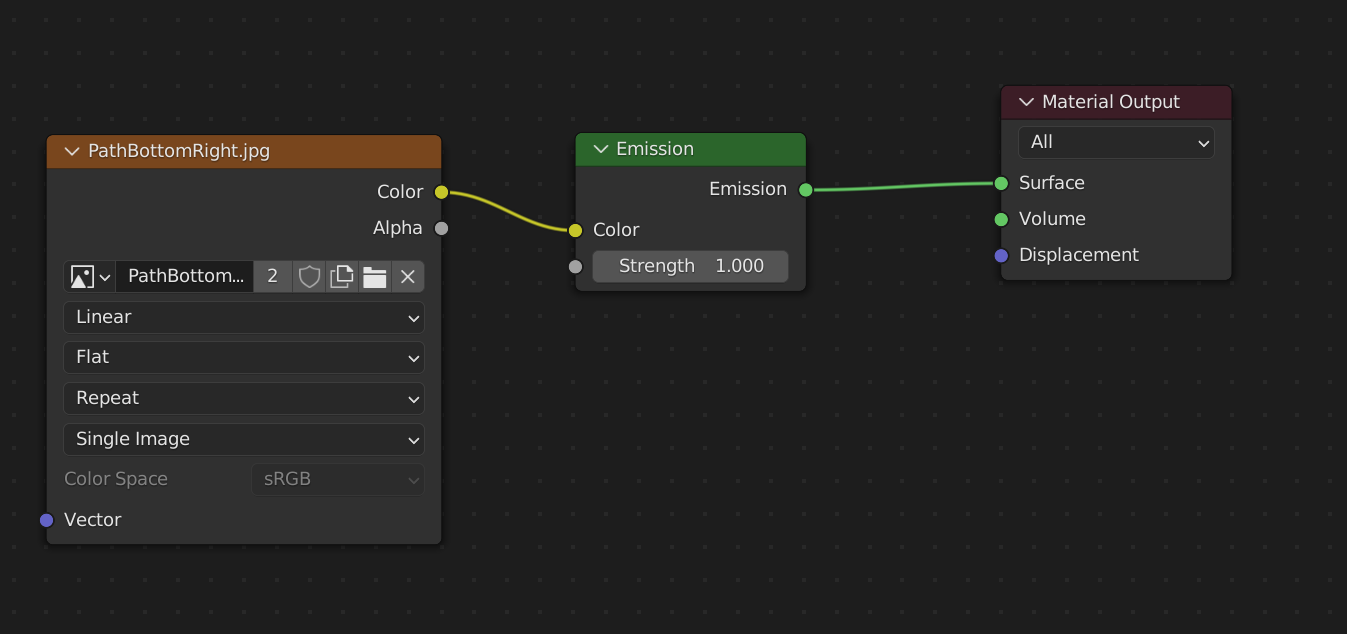 PathBottomRight.jpg
Color
Alpha
PathBottom...
2
Linear
Flat
Repeat
Single Image
Color Space sRGB
Vector
Emission
Emission
Color
Strength 1.000
Material Output
All
Surface
Volume
Displacement